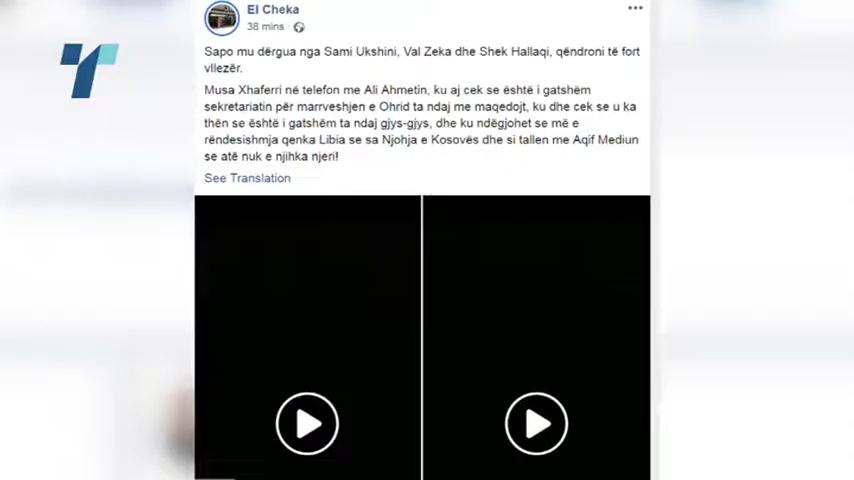 El Cheka
38 mins ·
Sapo mu dërgua nga Sami Ukshini, Val Zeka dhe Shek Hallaqi, qëndroni të fort
vllezër.
Musa Xhaferri në telefon me Ali Ahmetin, ku aj cek se është i gatshëm
sekretariatin për marrveshjen e Ohrid ta ndaj me maqedojt, ku dhe cek se u ka
thën se është i gatshëm ta ndaj gjys-gjys, dhe ku ndëgjohet se më e
rëndesishmja qenka Libia se sa Njohja e Kosovës dhe si tallen me Aqif Mediun
se atë nuk e njihka njeri!
See Translation